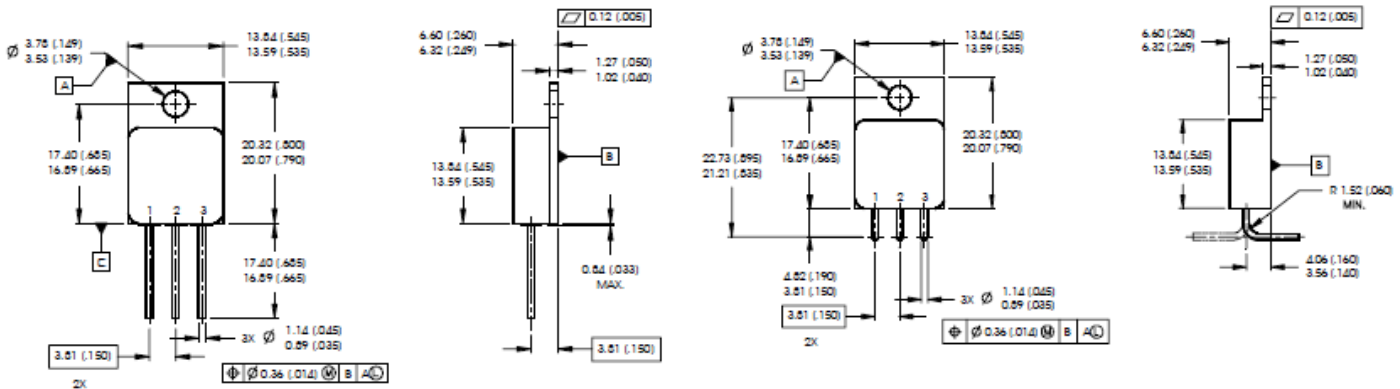 Ø 3.78 (.149)
3.53 (.139)
13.84 (.545)
13.59 (.535)
A
17.40 (.685)
16.89 (.665)
20.32 (.800)
20.07 (.790)
1 2 3
C
17.40 (.685)
16.89 (.665)
3X Ø 1.14 (.045)
0.89 (.035)
3.81 (.150)
2X
⌖ Ø 0.36 (.014) Ⓜ B A Ⓛ
⏥ 0.12 (.005)
6.60 (.260)
6.32 (.249)
1.27 (.050)
1.02 (.040)
B
13.84 (.545)
13.59 (.535)
0.84 (.033)
MAX.
3.81 (.150)
Ø 3.78 (.149)
3.53 (.139)
13.84 (.545)
13.59 (.535)
A
22.73 (.895)
21.21 (.835)
17.40 (.685)
16.89 (.665)
20.32 (.800)
20.07 (.790)
1 2 3
4.82 (.190)
3.81 (.150)
3X Ø 1.14 (.045)
0.89 (.035)
3.81 (.150)
2X
⌖ Ø 0.36 (.014) Ⓜ B A Ⓛ
⏥ 0.12 (.005)
6.60 (.260)
6.32 (.249)
1.27 (.050)
1.02 (.040)
13.84 (.545)
13.59 (.535)
B
R 1.52 (.060)
MIN.
4.06 (.160)
3.56 (.140)